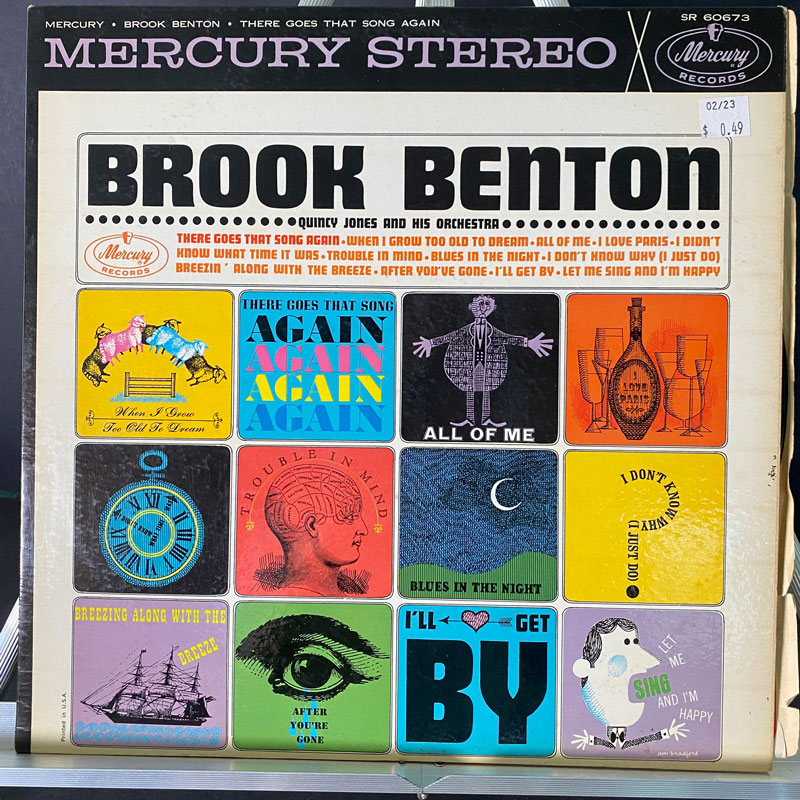 MERCURY • BROOK BENTON • THERE GOES THAT SONG AGAIN
SR 60673
MERCURY STEREO
Mercury
RECORDS
02/23
$ 0.49
BROOK BENTON
QUINCY JONES AND HIS ORCHESTRA
Mercury
RECORDS
THERE GOES THAT SONG AGAIN • WHEN I GROW TOO OLD TO DREAM • ALL OF ME • I LOVE PARIS • I DIDN'T
KNOW WHAT TIME IT WAS • TROUBLE IN MIND • BLUES IN THE NIGHT • I DON'T KNOW WHY (I JUST DO)
BREEZIN' ALONG WITH THE BREEZE • AFTER YOU'VE GONE • I'LL GET BY • LET ME SING AND I'M HAPPY
When I Grow
Too Old To Dream
THERE GOES THAT SONG
AGAIN
AGAIN
AGAIN
AGAIN
ALL OF ME
I
LOVE
PARIS
TROUBLE IN MIND
BLUES IN THE NIGHT
I DON'T KNOW WHY (I JUST DO)
BREEZING ALONG WITH THE
BREEZE
AFTER
YOU'RE
GONE
I'LL GET
BY
LET
ME
SING
AND I'M
HAPPY
Printed in U.S.A.